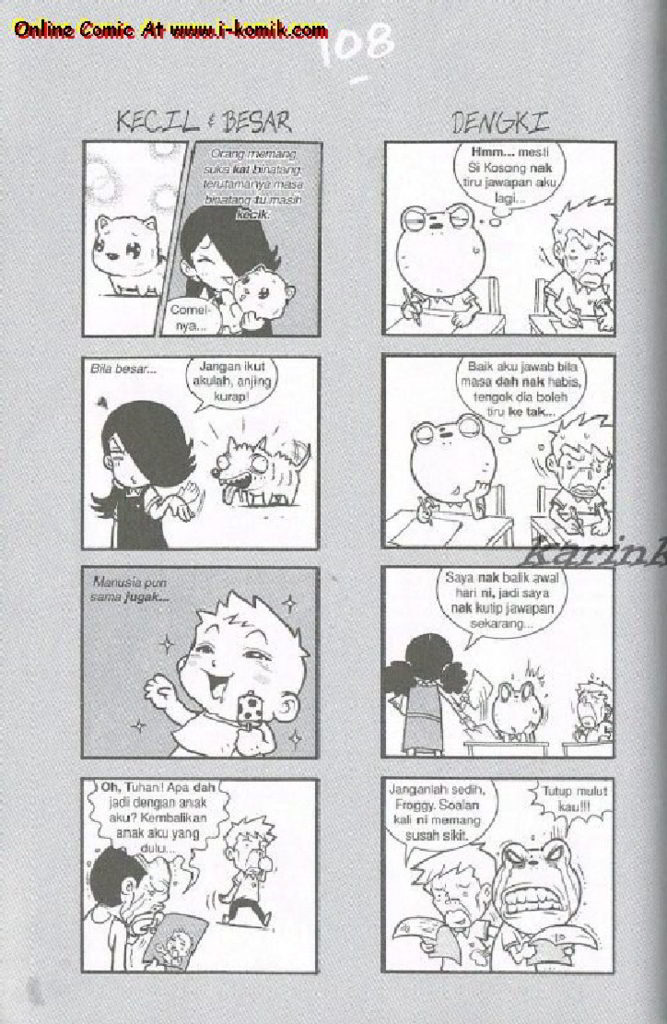 Online Comic At www.i-komik.com
108
KECIL & BESAR
Orang memang
suka kat binatang,
terutamanya masa
binatang tu masih
kecik.
Comel-
nya...
Bila besar...
Jangan ikut
akulah, anjing
kurap!
Manusia pun
sama jugak...
Oh, Tuhan! Apa dah
jadi dengan anak
aku? Kembalikan
anak aku yang
dulu...
DENGKI
Hmm... mesti
Si Kosong nak
tiru jawapan aku
lagi...
Baik aku jawab bila
masa dah nak habis,
tengok dia boleh
tiru ke tak...
Saya nak balik awal
hari ni, jadi saya
nak kutip jawapan
sekarang...
Janganlah sedih,
Froggy. Soalan
kali ni memang
susah sikit.
Tutup mulut
kau!!!
10